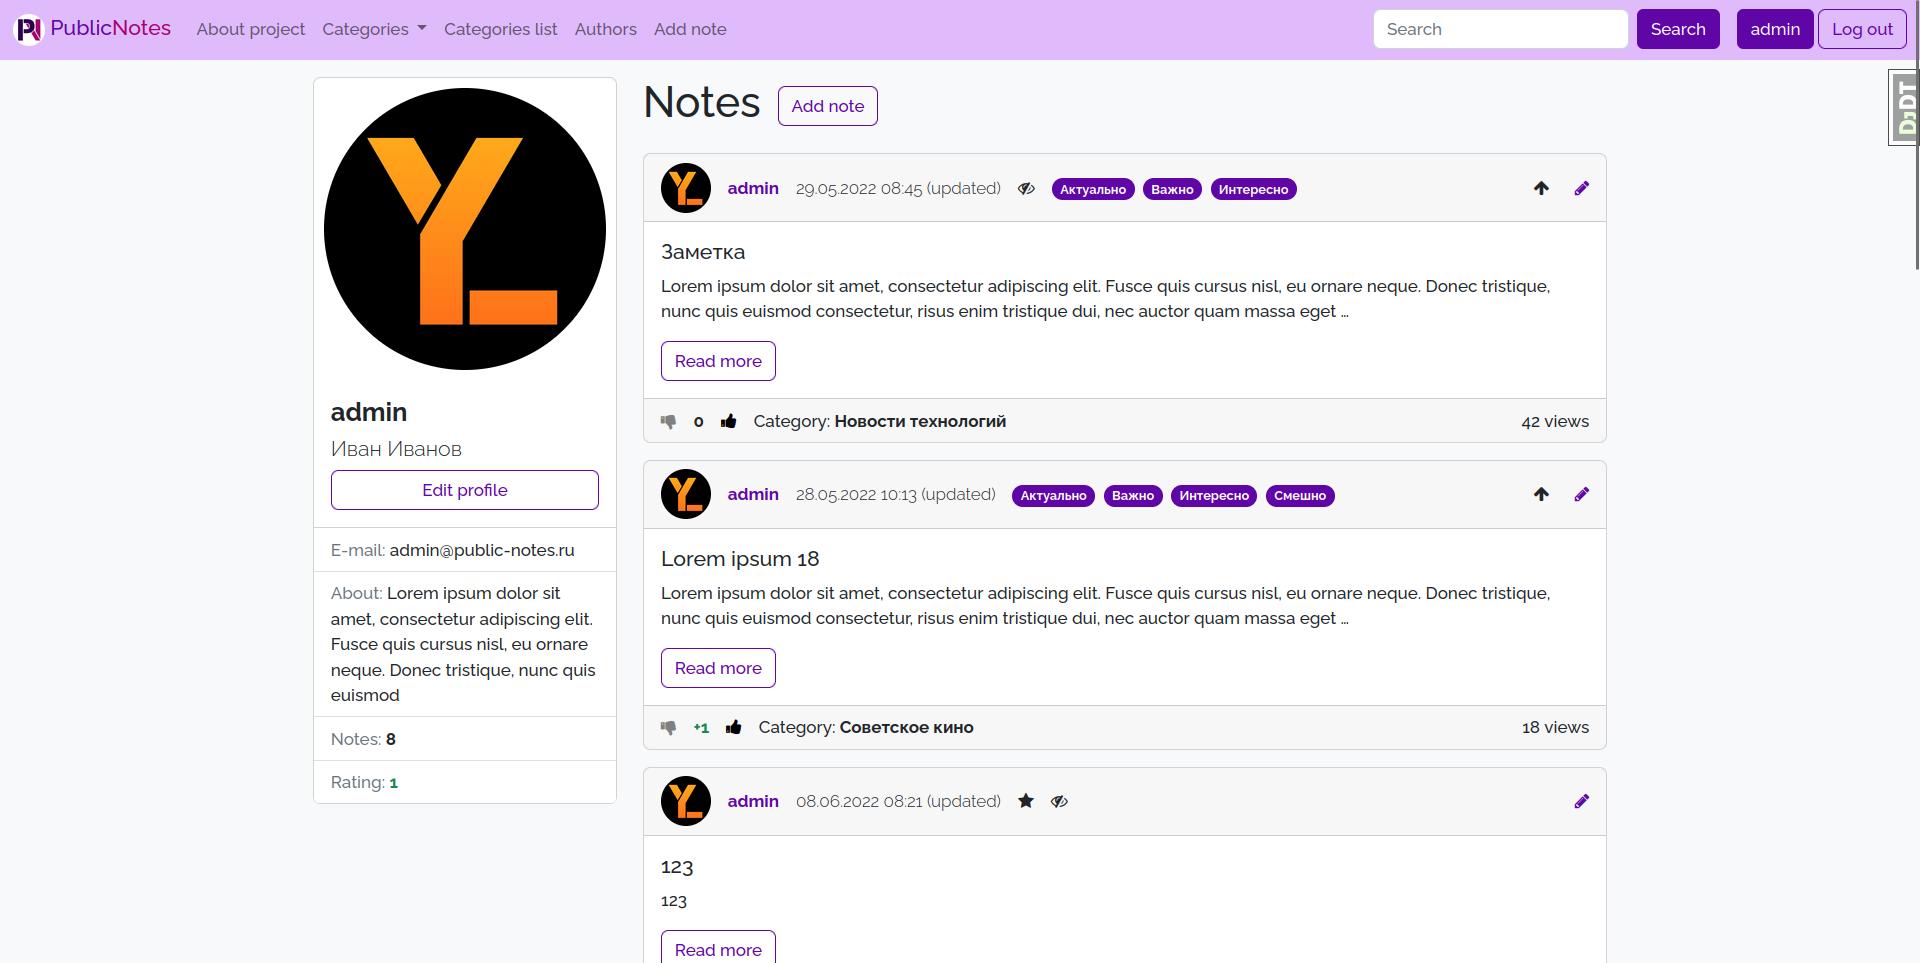 PublicNotes About project Categories Categories list Authors Add note Search Search admin Log out
DjDT
admin
Иван Иванов
Edit profile
E-mail: admin@public-notes.ru
About: Lorem ipsum dolor sit
amet, consectetur adipiscing elit.
Fusce quis cursus nisl, eu ornare
neque. Donec tristique, nunc quis
euismod
Notes: 8
Rating: 1
Notes Add note
admin 29.05.2022 08:45 (updated) Актуально Важно Интересно
Заметка
Lorem ipsum dolor sit amet, consectetur adipiscing elit. Fusce quis cursus nisl, eu ornare neque. Donec tristique,
nunc quis euismod consectetur, risus enim tristique dui, nec auctor quam massa eget …
Read more
0 Category: Новости технологий 42 views
admin 28.05.2022 10:13 (updated) Актуально Важно Интересно Смешно
Lorem ipsum 18
Lorem ipsum dolor sit amet, consectetur adipiscing elit. Fusce quis cursus nisl, eu ornare neque. Donec tristique,
nunc quis euismod consectetur, risus enim tristique dui, nec auctor quam massa eget …
Read more
+1 Category: Советское кино 18 views
admin 08.06.2022 08:21 (updated)
123
123
Read more